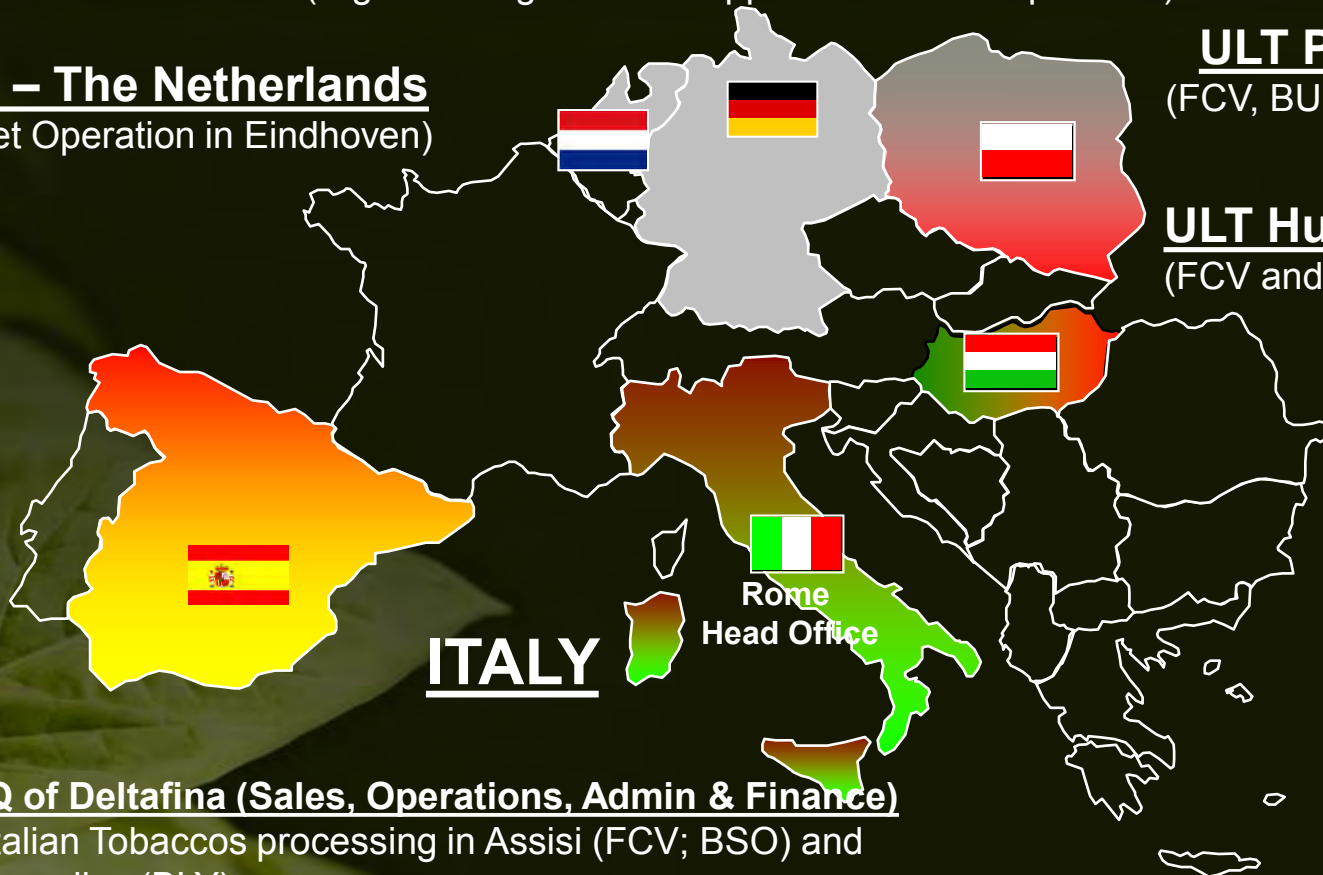 – The Netherlands
et Operation in Eindhoven)
ULT P
(FCV, BU
ULT Hu
(FCV and
Rome
Head Office
ITALY
Q of Deltafina (Sales, Operations, Admin & Finance)
talian Tobaccos processing in Assisi (FCV; BSO) and